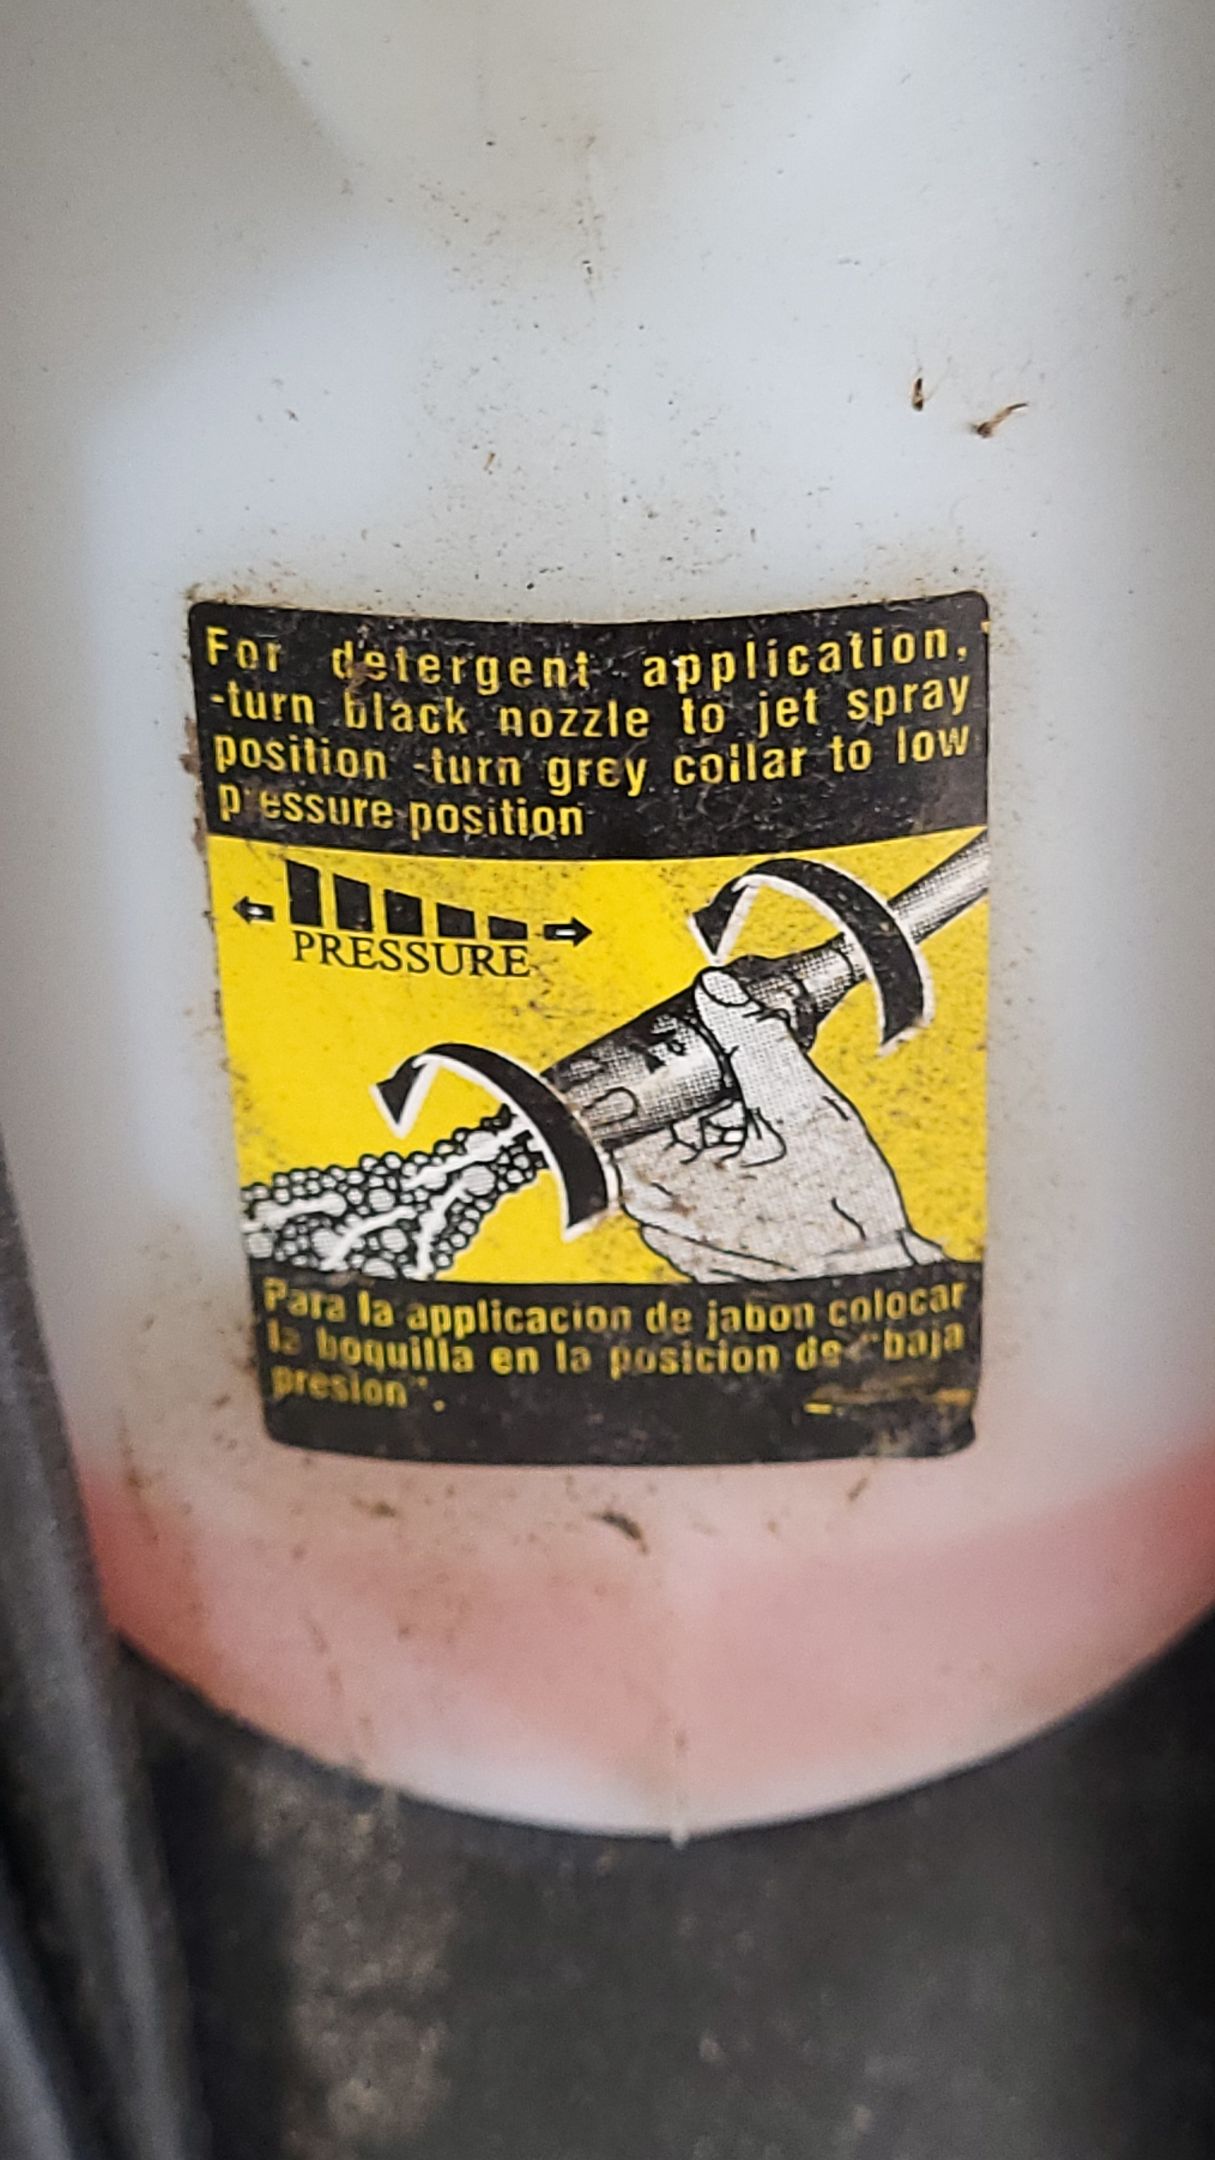 For detergent application,
-turn black nozzle to jet spray
position -turn grey collar to low
pressure position
PRESSURE
Para la applicacion de jabon colocar
la boquilla en la posicion de "baja
presion".